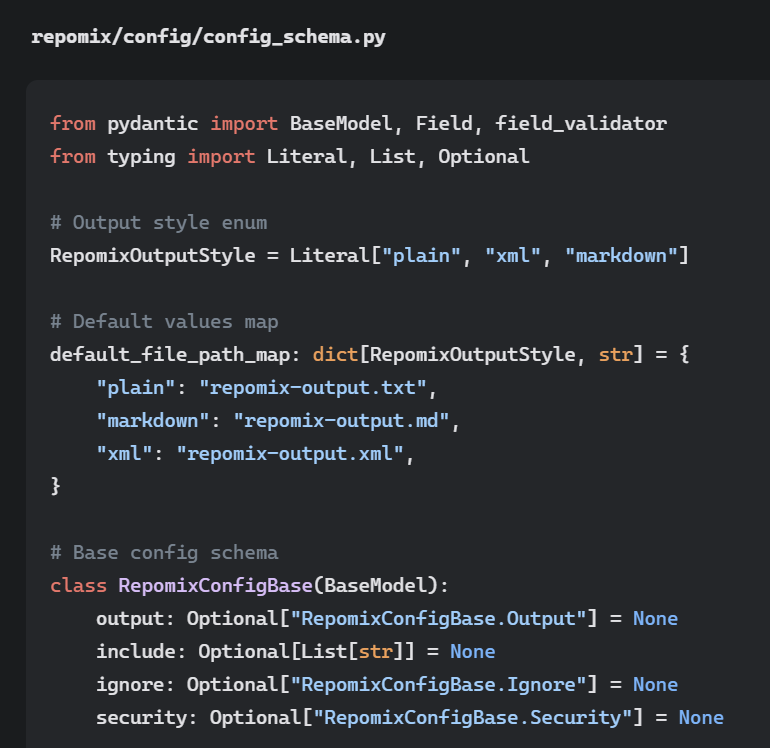 repomix/config/config_schema.py
from pydantic import BaseModel, Field, field_validator
from typing import Literal, List, Optional
# Output style enum
RepomixOutputStyle = Literal["plain", "xml", "markdown"]
# Default values map
default_file_path_map: dict[RepomixOutputStyle, str] = {
    "plain": "repomix-output.txt",
    "markdown": "repomix-output.md",
    "xml": "repomix-output.xml",
}
# Base config schema
class RepomixConfigBase(BaseModel):
    output: Optional["RepomixConfigBase.Output"] = None
    include: Optional[List[str]] = None
    ignore: Optional["RepomixConfigBase.Ignore"] = None
    security: Optional["RepomixConfigBase.Security"] = None